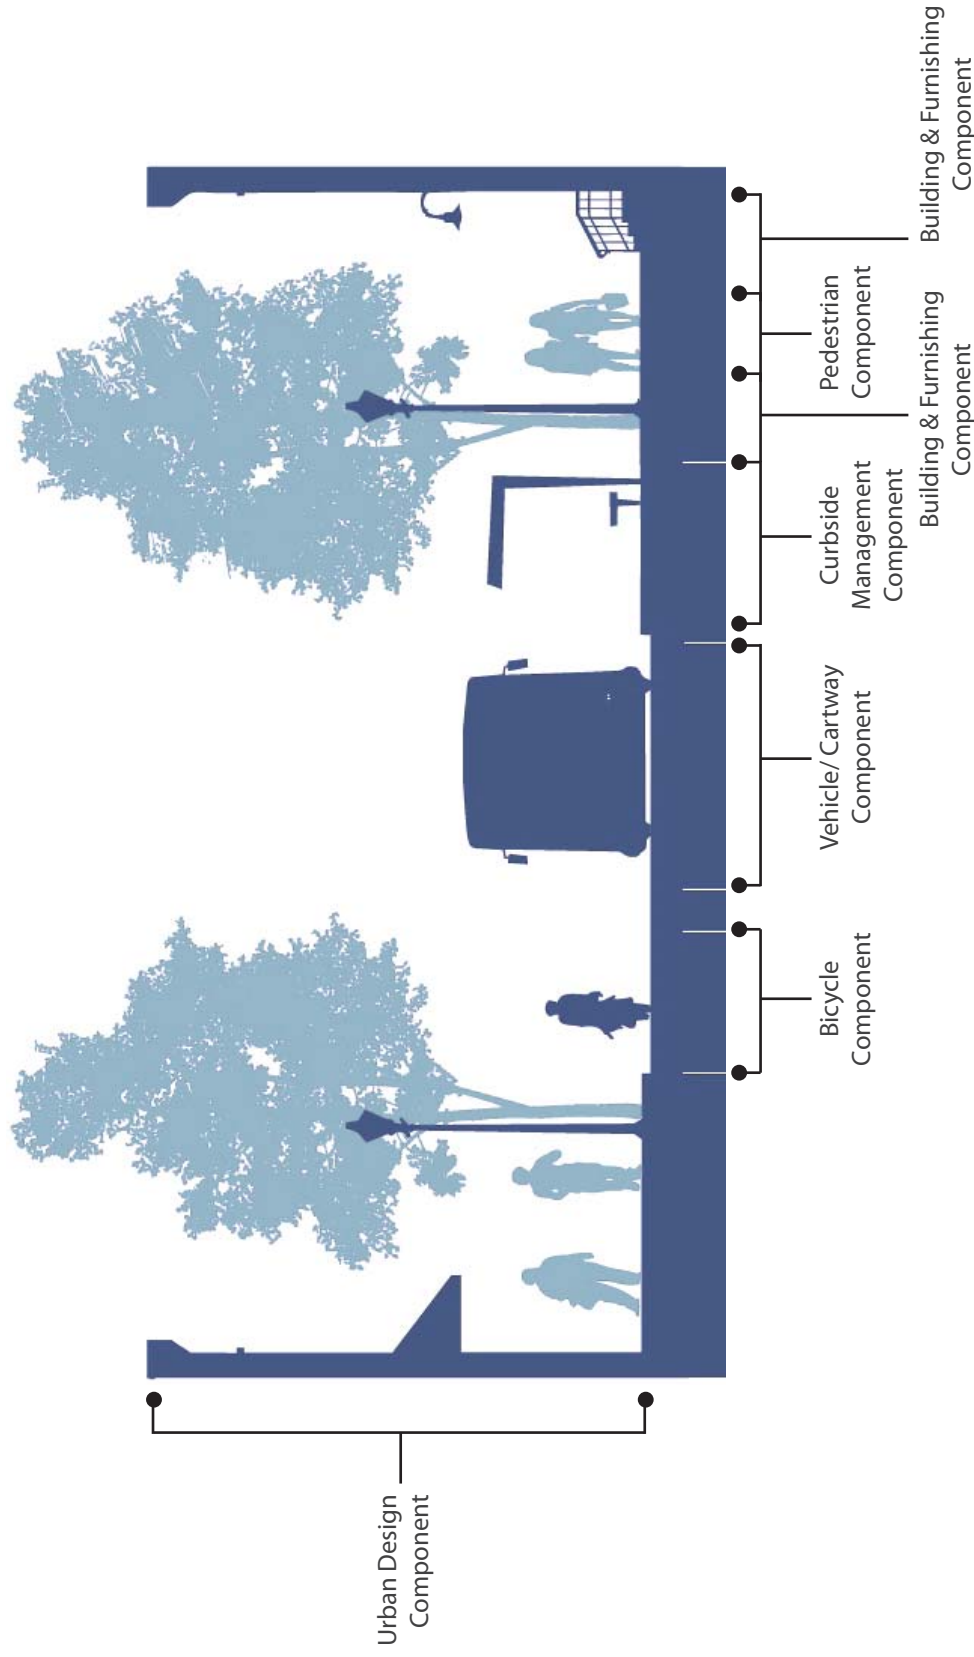 Urban Design
Component
Bicycle
Component
Vehicle/ Cartway
Component
Curbside
Management
Component
Building & Furnishing
Component
Pedestrian
Component
Building & Furnishing
Component